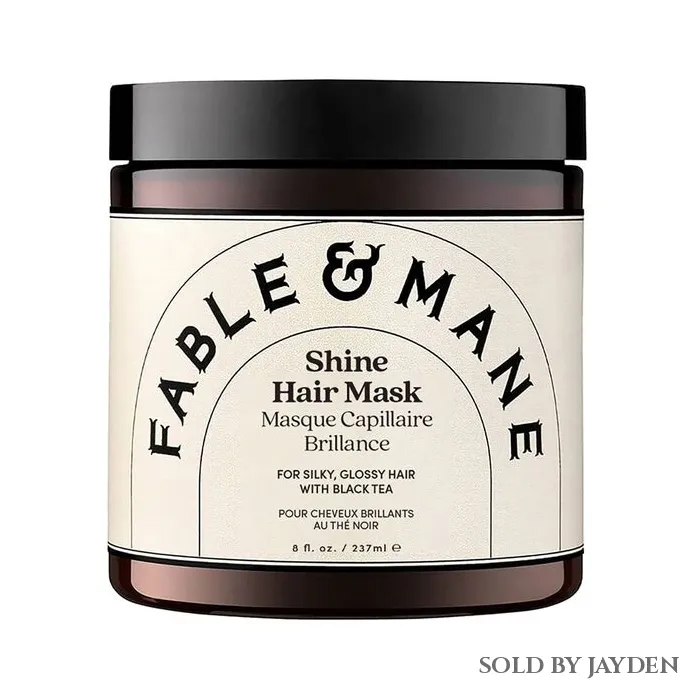 FABLE & MANE
Shine
Hair Mask
Masque Capillaire
Brillance
FOR SILKY, GLOSSY HAIR
WITH BLACK TEA
POUR CHEVEUX BRILLANTS
AU THÉ NOIR
8 fl. oz. / 237ml ℮
SOLD BY JAYDEN